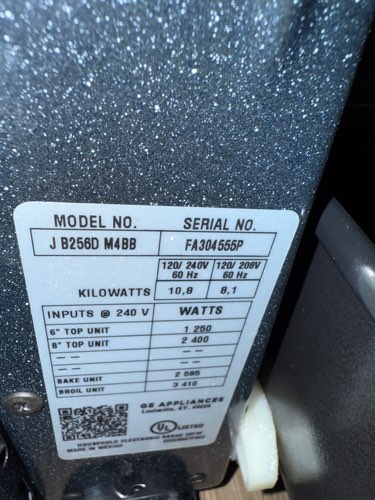 MODEL NO. SERIAL NO.
J B256D M4BB FA304555P
120/ 240V 120/ 208V
60 Hz 60 Hz
KILOWATTS 10,8 8,1
INPUTS @ 240 V WATTS
6" TOP UNIT 1 250
8" TOP UNIT 2 400
-- -- --
-- -- --
BAKE UNIT 2 585
BROIL UNIT 3 410
GE APPLIANCES
Louisville, KY, 40225
UL LISTED
HOUSEHOLD ELECTRIC RANGE
MADE IN MEXICO